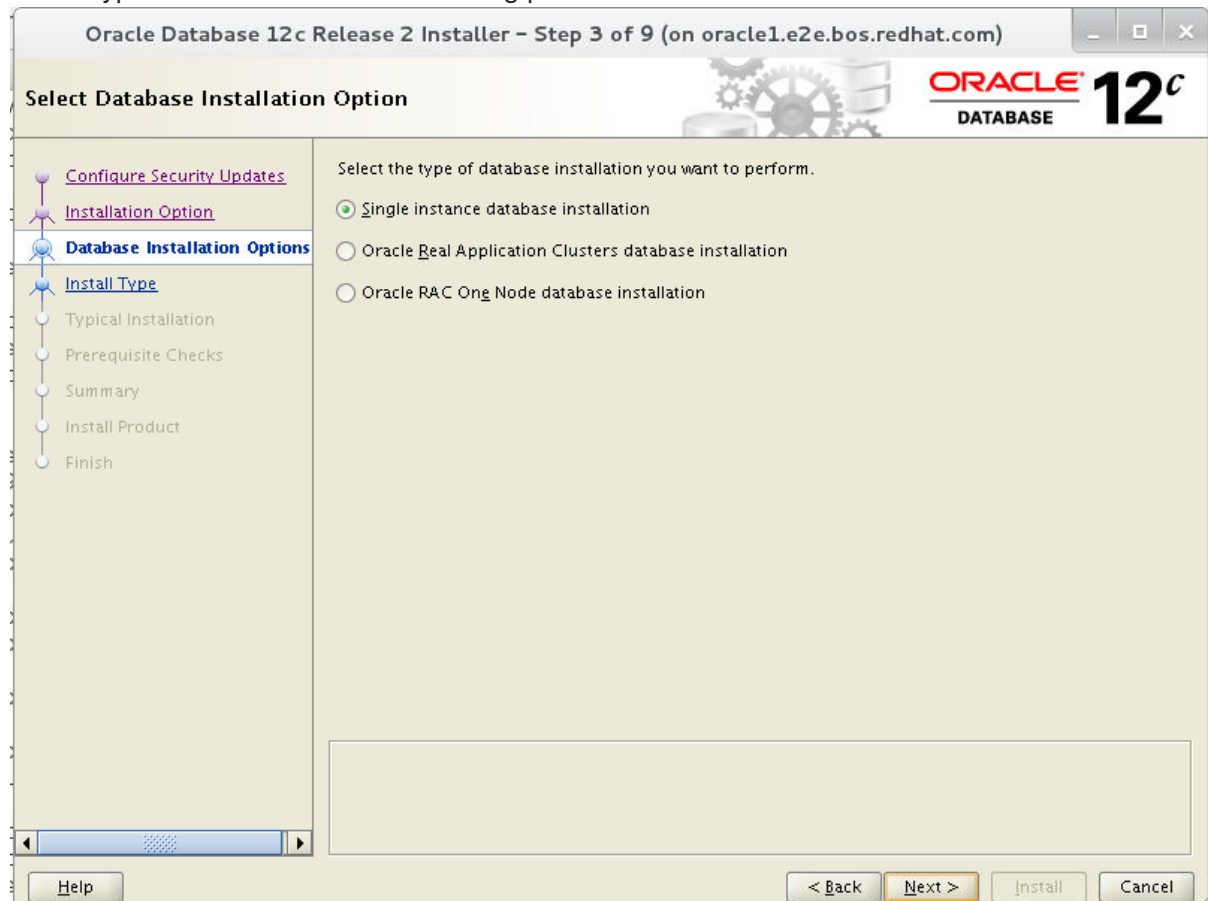 Oracle Database 12c Release 2 Installer – Step 3 of 9 (on oracle1.e2e.bos.redhat.com)
Select Database Installation Option
ORACLE 12c
DATABASE
Configure Security Updates
Installation Option
Database Installation Options
Install Type
Typical Installation
Prerequisite Checks
Summary
Install Product
Finish
Select the type of database installation you want to perform.
Single instance database installation
Oracle Real Application Clusters database installation
Oracle RAC One Node database installation
Help
< Back
Next >
Install
Cancel